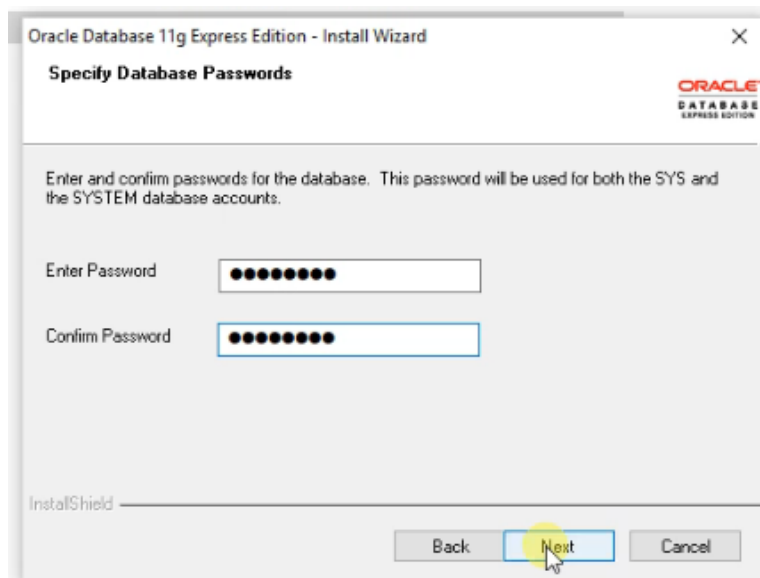 Oracle Database 11g Express Edition - Install Wizard
Specify Database Passwords
ORACLE
DATABASE
EXPRESS EDITION
Enter and confirm passwords for the database. This password will be used for both the SYS and
the SYSTEM database accounts.
Enter Password ●●●●●●●●
Confirm Password ●●●●●●●●
InstallShield
Back Next Cancel